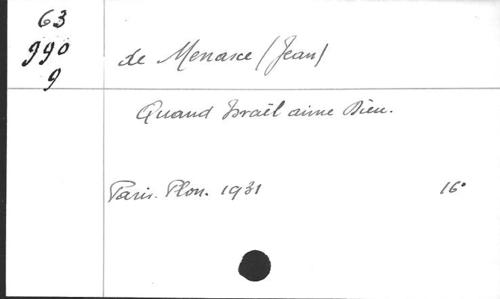 63
990
9
de Menasce (Jean)
Quand Israël aime Dieu.
Paris. Plon. 1931 16°